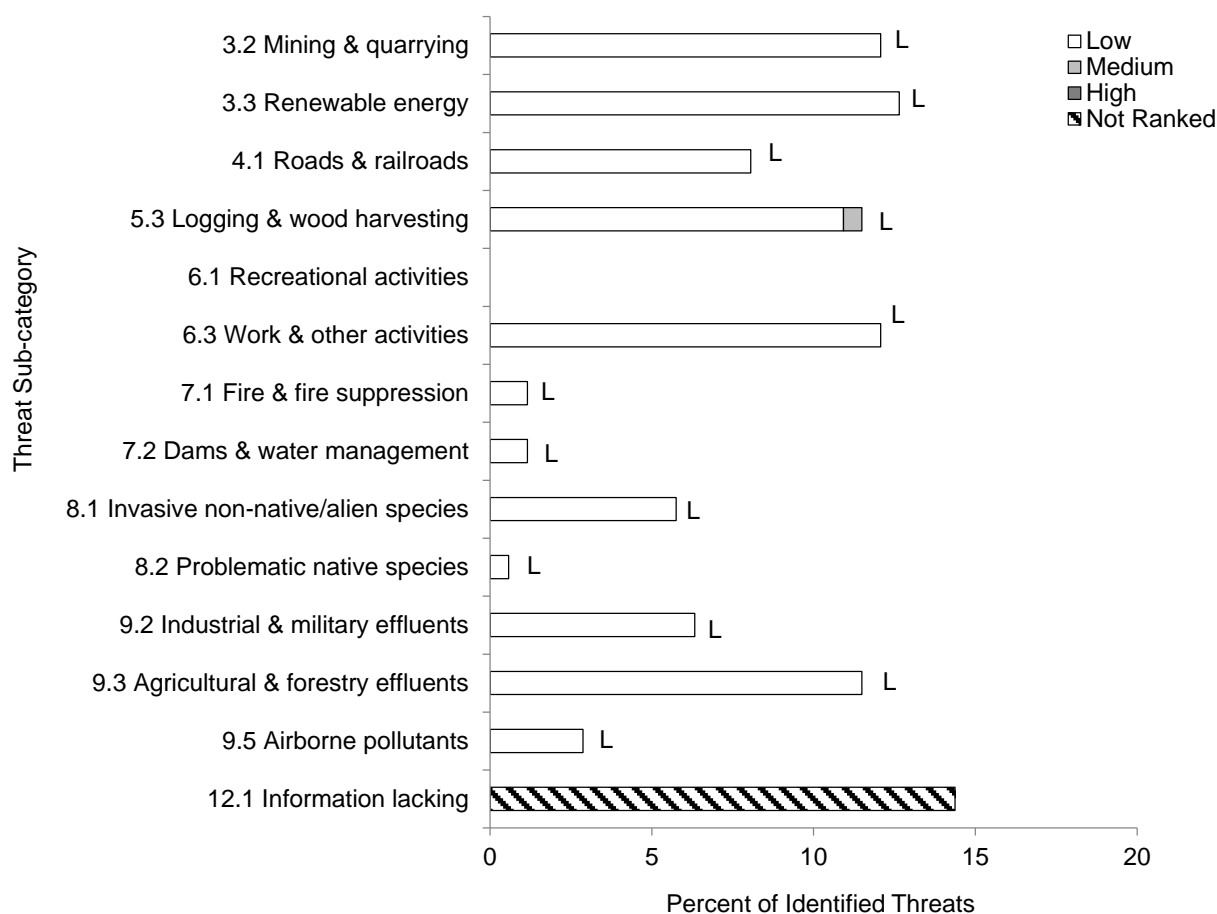 3.2 Mining & quarrying L
3.3 Renewable energy L
4.1 Roads & railroads L
5.3 Logging & wood harvesting L
6.1 Recreational activities
6.3 Work & other activities L
7.1 Fire & fire suppression L
7.2 Dams & water management L
8.1 Invasive non-native/alien species L
8.2 Problematic native species L
9.2 Industrial & military effluents L
9.3 Agricultural & forestry effluents L
9.5 Airborne pollutants L
12.1 Information lacking
Threat Sub-category
0 5 10 15 20
Percent of Identified Threats
Low
Medium
High
Not Ranked